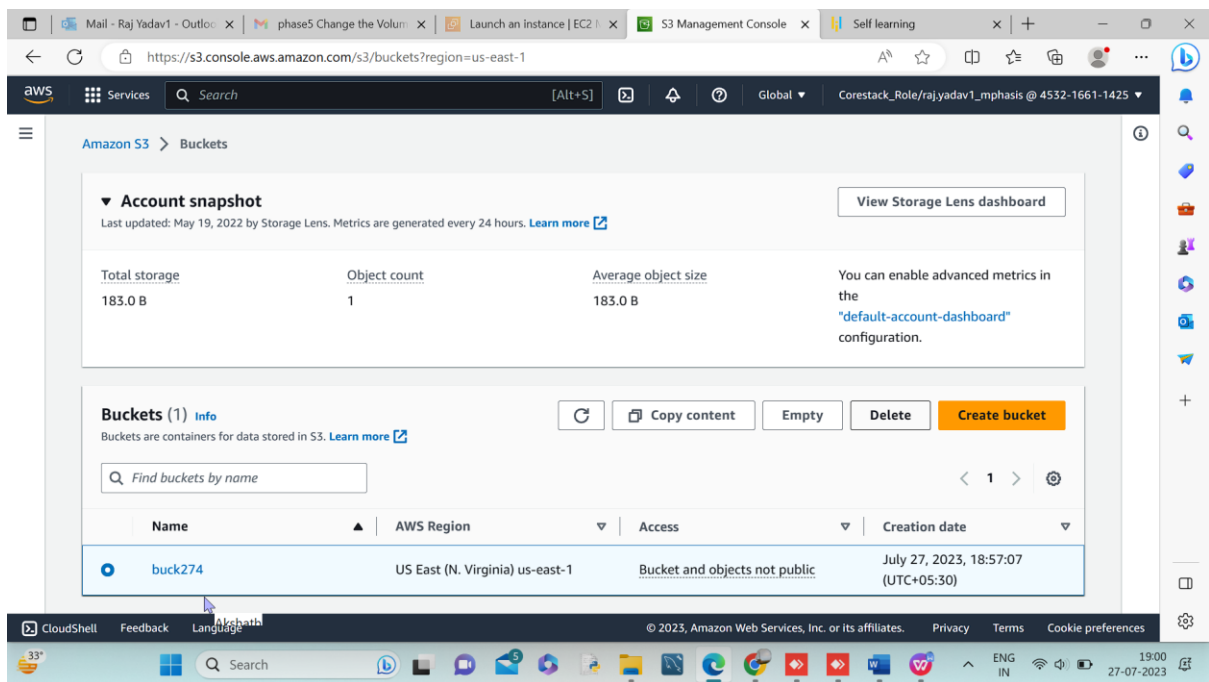 Mail - Raj Yadav1 - Outloo
phase5 Change the Volum
Launch an instance | EC2 M
S3 Management Console
Self learning
https://s3.console.aws.amazon.com/s3/buckets?region=us-east-1
aws
Services
Search
[Alt+S]
Global
Corestack_Role/raj.yadav1_mphasis @ 4532-1661-1425
Amazon S3 > Buckets
Account snapshot
View Storage Lens dashboard
Last updated: May 19, 2022 by Storage Lens. Metrics are generated every 24 hours. Learn more
Total storage
Object count
Average object size
183.0 B
1
183.0 B
You can enable advanced metrics in
the
"default-account-dashboard"
configuration.
Buckets (1) Info
Copy content
Empty
Delete
Create bucket
Buckets are containers for data stored in S3. Learn more
Find buckets by name
1
Name
AWS Region
Access
Creation date
buck274
US East (N. Virginia) us-east-1
Bucket and objects not public
July 27, 2023, 18:57:07
(UTC+05:30)
Akshath
CloudShell
Feedback
Language
© 2023, Amazon Web Services, Inc. or its affiliates.
Privacy
Terms
Cookie preferences
33°
Search
5
ENG
IN
19:00
27-07-2023